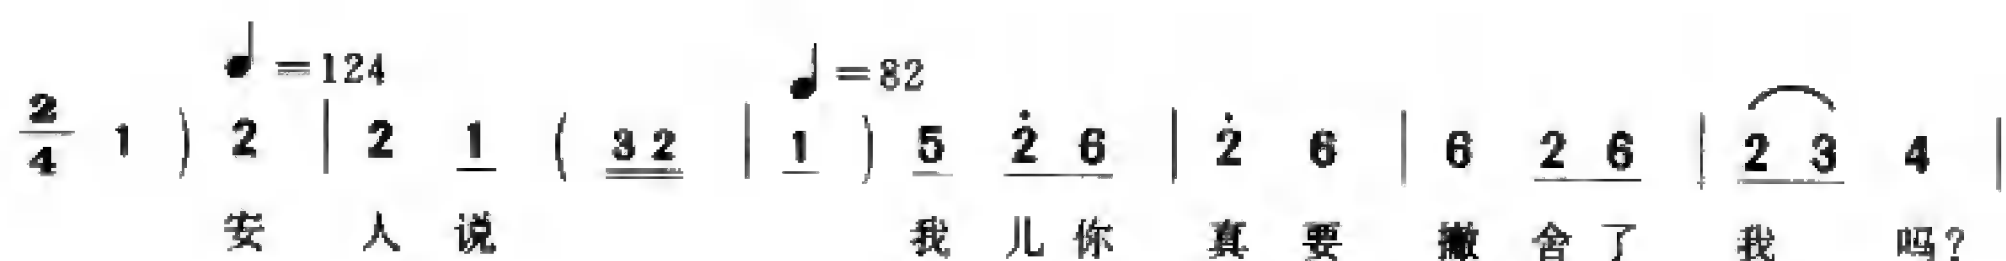 ♩=124 ♩=82
2/4 1 ) 2 | 2 1 ( 3 2 | 1 ) 5 2̇ 6 | 2̇ 6 | 6 2 6 | 2 3 4 |
安 人 说 我 儿 你 真 要 撇 舍 了 我 吗?